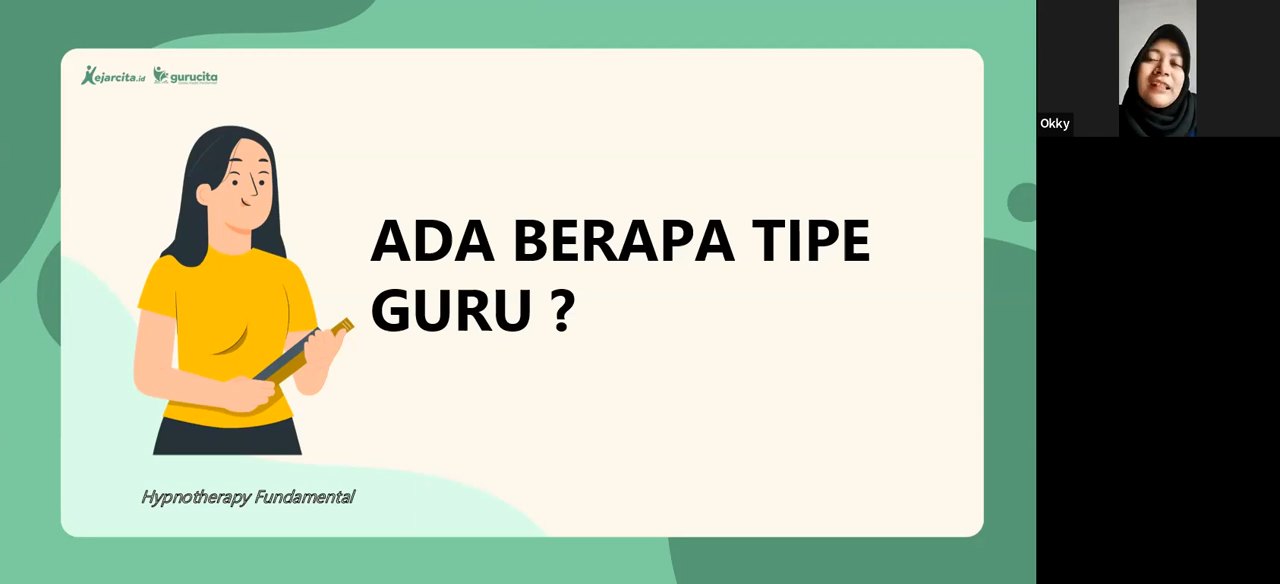 ejarcita.id gurucita
ADA BERAPA TIPE
GURU ?
Hypnotherapy Fundamental
Okky